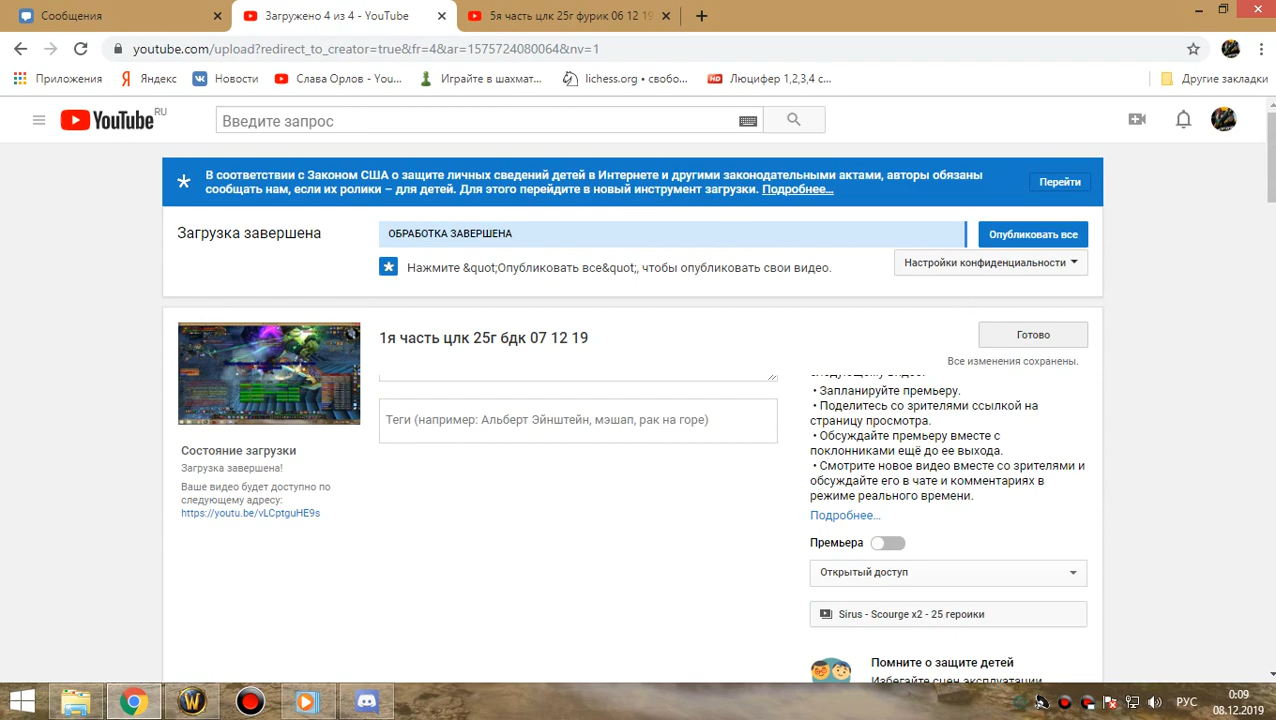 Сообщения
Загружено 4 из 4 - YouTube
5я часть цлк 25г фурик 06 12 19
youtube.com/upload?redirect_to_creator=true&fr=4&ar=1575724080064&nv=1
Приложения
Яндекс
Новости
Слава Орлов - You...
Играйте в шахмат...
lichess.org • свобо...
Люцифер 1,2,3,4 с...
Другие закладки
YouTube RU
Введите запрос
В соответствии с Законом США о защите личных сведений детей в Интернете и другими законодательными актами, авторы обязаны
сообщать нам, если их ролики – для детей. Для этого перейдите в новый инструмент загрузки. Подробнее...
Перейти
Загрузка завершена
ОБРАБОТКА ЗАВЕРШЕНА
Опубликовать все
Нажмите &quot;Опубликовать все&quot;, чтобы опубликовать свои видео.
Настройки конфиденциальности
1я часть цлк 25г бдк 07 12 19
Готово
Все изменения сохранены.
следующему видео:
• Запланируйте премьеру.
• Поделитесь со зрителями ссылкой на
страницу просмотра.
• Обсуждайте премьеру вместе с
поклонниками ещё до ее выхода.
• Смотрите новое видео вместе со зрителями и
обсуждайте его в чате и комментариях в
режиме реального времени.
Подробнее...
Теги (например: Альберт Эйнштейн, мэшап, рак на горе)
Состояние загрузки
Загрузка завершена!
Ваше видео будет доступно по
следующему адресу:
https://youtu.be/vLCptguHE9s
Премьера
Открытый доступ
Sirus - Scourge x2 - 25 героики
Помните о защите детей
Избегайте сцен эксплуатации
РУС
0:09
08.12.2019